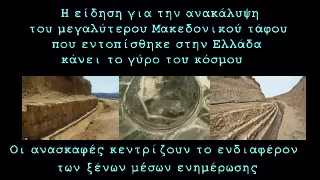 Η είδηση για την ανακάλυψη
του μεγαλύτερου Μακεδονικού τάφου
που εντοπίσθηκε στην Ελλάδα
κάνει το γύρο του κόσμου
Οι ανασκαφές κεντρίζουν το ενδιαφέρον
των ξένων μέσων ενημέρωσης